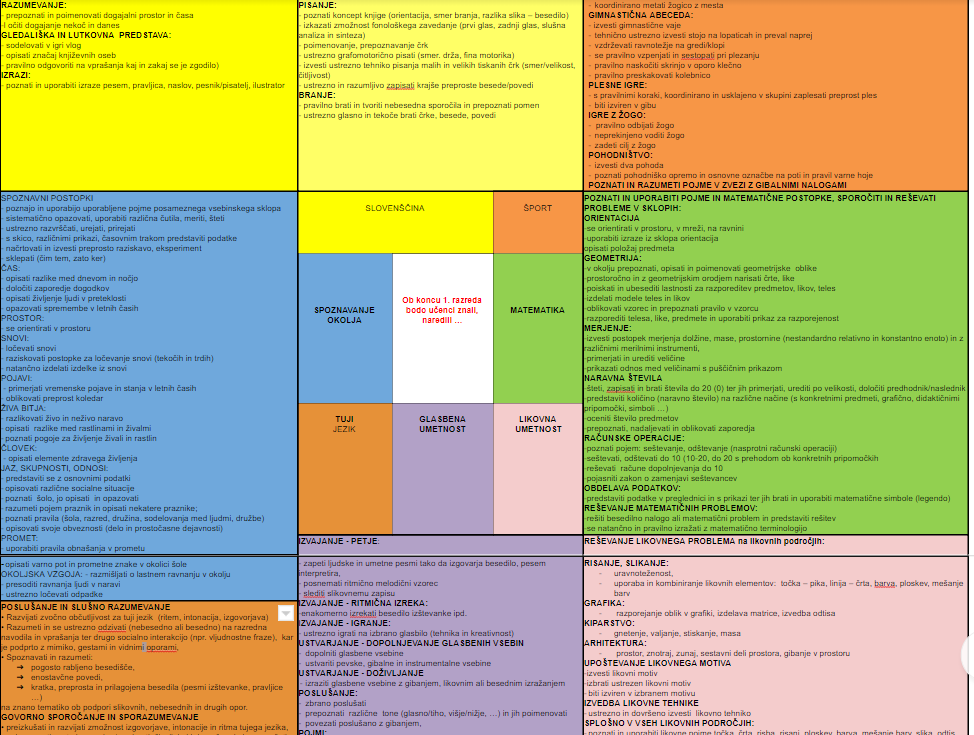 RAZUMEVANJE:
- prepoznati in poimenovati dogajalni prostor in časa
-l očiti dogajanje nekoč in danes
GLEDALIŠKA IN LUTKOVNA PREDSTAVA:
- sodelovati v igri vlog
- opisati značaj književnih oseb
- pravilno odgovoriti na vprašanja kaj in zakaj se je zgodilo)
IZRAZI:
- poznati in uporabiti izraze pesem, pravljica, naslov, pesnik/pisatelj, ilustrator
PISANJE:
- poznati koncept knjige (orientacija, smer branja, razlika slika – besedilo)
- izkazati zmožnost fonološkega zavedanja (prvi glas, zadnji glas, slušna
analiza in sinteza)
- poimenovanje, prepoznavanje črk
- ustrezno grafomotorično pisati (smer. drža, fina motorika)
- izvesti ustrezno tehniko pisanja malih in velikih tiskanih črk (smer/velikost,
čitljivost)
- ustrezno in razumljivo zapisati krajše preproste besede/povedi
BRANJE:
- pravilno brati in tvoriti nebesedna sporočila in prepoznati pomen
- ustrezno glasno in tekoče brati črke, besede, povedi
- koordinirano metati žogico z mesta
GIMNASTIČNA ABECEDA:
- izvesti gimnastične vaje
- tehnično ustrezno izvesti stojo na lopaticah in preval naprej
- vzdrževati ravnotežje na gredi/klopi
- se pravilno vzpenjati in sestopati pri plezanju
- pravilno naskočiti skrinjo v oporo klečno
- pravilno preskakovati kolebnico
PLESNE IGRE:
- s pravilnimi koraki, koordinirano in usklajeno v skupini zaplesati preprost ples
- biti izviren v gibu
IGRE Z ŽOGO:
- pravilno odbijati žogo
- neprekinjeno voditi žogo
- zadeti cilj z žogo
POHODNIŠTVO:
- izvesti dva pohoda
- poznati pohodniško opremo in osnovne označbe na poti in pravil varne hoje
POZNATI IN RAZUMETI POJME V ZVEZI Z GIBALNIMI NALOGAMI
SPOZNAVNI POSTOPKI
- poznajo in uporabijo uporabljene pojme posameznega vsebinskega sklopa
- sistematično opazovati, uporabiti različna čutila, meriti, šteti
- ustrezno razvrščati, urejati, prirejati
- s skico, različnimi prikazi, časovnim trakom predstaviti podatke
- načrtovati in izvesti preprosto raziskavo, eksperiment
- sklepati (čim tem, zato ker)
ČAS:
- opisati razlike med dnevom in nočjo
- določiti zaporedje dogodkov
- opisati življenje ljudi v preteklosti
- opazovati spremembe v letnih časih
PROSTOR:
- se orientirati v prostoru
SNOVI:
- ločevati snovi
- raziskovati postopke za ločevanje snovi (tekočih in trdih)
- natančno izdelati izdelke iz snovi
POJAVI:
- primerjati vremenske pojave in stanja v letnih časih
- oblikovati preprost koledar
ŽIVA BITJA:
- razlikovati živo in neživo naravo
- opisati razlike med rastlinami in živalmi
- poznati pogoje za življenje živali in rastlin
ČLOVEK:
- opisati elemente zdravega življenja
JAZ, SKUPNOSTI, ODNOSI:
- predstaviti se z osnovnimi podatki
- opisovati različne socialne situacije
- poznati šolo, jo opisati in opazovati
- razumeti pojem praznik in opisati nekatere praznike;
- poznati pravila (šola, razred, družina, sodelovanja med ljudmi, družbe)
- opisovati svoje obveznosti (delo in prostočasne dejavnosti)
PROMET:
- uporabiti pravila obnašanja v prometu
SLOVENŠČINA
ŠPORT
SPOZNAVANJE
OKOLJA
Ob koncu 1. razreda
bodo učenci znali,
naredili ...
MATEMATIKA
TUJI
JEZIK
GLASBENA
UMETNOST
LIKOVNA
UMETNOST
POZNATI IN UPORABITI POJME IN MATEMATIČNE POSTOPKE, SPOROČITI IN REŠEVATI
PROBLEME V SKLOPIH:
ORIENTACIJA
-se orientirati v prostoru, v mreži, na ravnini
-uporabiti izraze iz sklopa orientacija
opisati položaj predmeta
GEOMETRIJA:
-v okolju prepoznati, opisati in poimenovati geometrijske oblike
-prostoročno in z geometrijskim orodjem narisati črte, like
-poiskati in ubesediti lastnosti za razporeditev predmetov, likov, teles
-izdelati modele teles in likov
-oblikovati vzorec in prepoznati pravilo v vzorcu
-razporediti telesa, like, predmete in uporabiti prikaz za razporejenost
MERJENJE:
-izvesti postopek merjenja dolžine, mase, prostornine (nestandardno relativno in konstantno enoto) in z
različnimi merilnimi instrumenti,
-primerjati in urediti veličine
-prikazati odnos med veličinami s puščičnim prikazom
NARAVNA ŠTEVILA
-šteti, zapisati in brati števila do 20 (0) ter jih primerjati, urediti po velikosti, določiti predhodnik/naslednik
-predstaviti količino (naravno število) na različne načine (s konkretnimi predmeti, grafično, didaktičnimi
pripomočki, simboli ...)
-oceniti število predmetov
-prepoznati, nadaljevati in oblikovati zaporedja
RAČUNSKE OPERACIJE:
-poznati pojem: seštevanje, odštevanje (nasprotni računski operaciji)
-seštevati, odštevati do 10 (10-20, do 20 s prehodom ob konkretnih pripomočkih
-reševati račune dopolnjevanja do 10
-pojasniti zakon o zamenjavi seštevancev
OBDELAVA PODATKOV:
-predstaviti podatke v preglednici in s prikazi ter jih brati in uporabiti matematične simbole (legendo)
REŠEVANJE MATEMATIČNIH PROBLEMOV:
-rešiti besedilno nalogo ali matematični problem in predstaviti rešitev
-se natančno in pravilno izražati z matematično terminologijo
IZVAJANJE - PETJE:
REŠEVANJE LIKOVNEGA PROBLEMA na likovnih področjih:
-opisati varno pot in prometne znake v okolici šole
OKOLJSKA VZGOJA: - razmišljati o lastnem ravnanju v okolju
- presoditi ravnanja ljudi v naravi
- ustrezno ločevati odpadke
POSLUŠANJE IN SLUŠNO RAZUMEVANJE
• Razvijati zvočno občutljivost za tuji jezik (ritem, intonacija, izgovorjava)
• Razumeti in se ustrezno odzivati (nebesedno ali besedno) na razredna
navodila in vprašanja ter drugo socialno interakcijo (npr. vljudnostne fraze), kar
je podprto z mimiko, gestami in vidnimi oporami,
• Spoznavati in razumeti:
➔ pogosto rabljeno besedišče,
➔ enostavčne povedi,
➔ kratka, preprosta in prilagojena besedila (pesmi izštevanke, pravljice
...)
na znano tematiko ob podpori slikovnih, nebesednih in drugih opor.
GOVORNO SPOROČANJE IN SPORAZUMEVANJE
• preizkušati in razvijati zmožnost izgovorjave, intonacije in ritma tujega jezika,
- zapeti ljudske in umetne pesmi tako da izgovarja besedilo, pesem
interpretira,
- posnemati ritmično melodični vzorec
- slediti slikovnemu zapisu
IZVAJANJE - RITMIČNA IZREKA:
-enakomerno izrekati besedilo izštevanke ipd.
IZVAJANJE - IGRANJE:
- ustrezno igrati na izbrano glasbilo (tehnika in kreativnost)
USTVARJANJE - DOPOLNJEVANJE GLASBENIH VSEBIN
- dopolniti glasbene vsebine
- ustvariti pevske, gibalne in instrumentalne vsebine
USTVARJANJE - DOŽIVLJANJE
- izraziti glasbene vsebine z gibanjem, likovnim ali besednim izražanjem
POSLUŠANJE:
- zbrano poslušati
- prepoznati različne tone (glasno/tiho, višje/nižje, ...) in jih poimenovati
- povezati poslušano z gibanjem,
POJMI:
RISANJE, SLIKANJE:
- uravnoteženost,
- uporaba in kombiniranje likovnih elementov: točka – pika, linija – črta, barva, ploskev, mešanje
barv
GRAFIKA:
- razporejanje oblik v grafiki, izdelava matrice, izvedba odtisa
KIPARSTVO:
- gnetenje, valjanje, stiskanje, masa
ARHITEKTURA:
- prostor, znotraj, zunaj, sestavni deli prostora, gibanje v prostoru
UPOŠTEVANJE LIKOVNEGA MOTIVA
-izvesti likovni motiv
-izbrati ustrezen likovni motiv
- biti izviren v izbranem motivu
IZVEDBA LIKOVNE TEHNIKE
- ustrezno in dovršeno izvesti likovno tehniko
SPLOŠNO V VSEH LIKOVNIH PODROČJIH:
- poznati in uporabiti likovne pojme točka, črta, risba, risanj, ploskev, barva, mešanje barv, slika, odtis